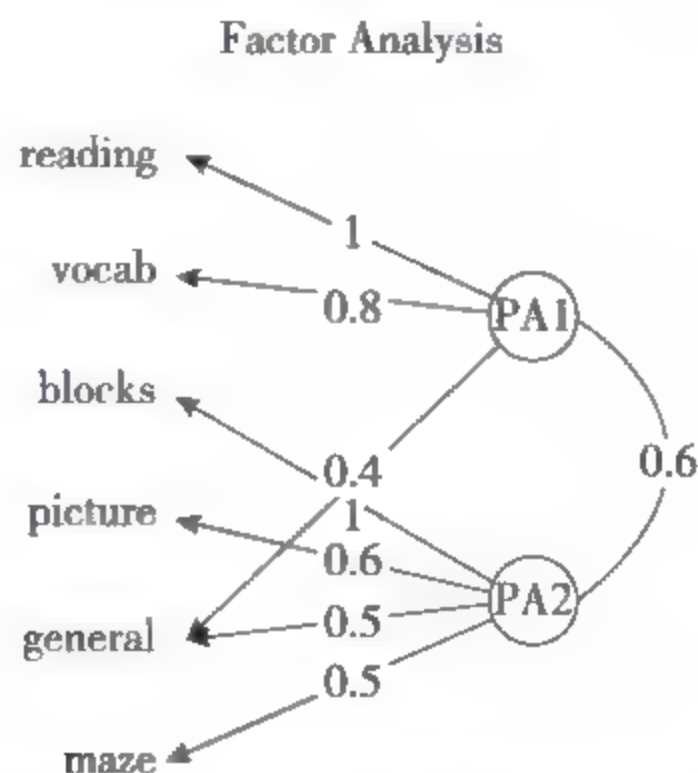 Factor Analysis
reading
1
vocab
0.8
PA1
blocks
0.4
0.6
picture
1
0.6
PA2
general
0.5
0.5
maze